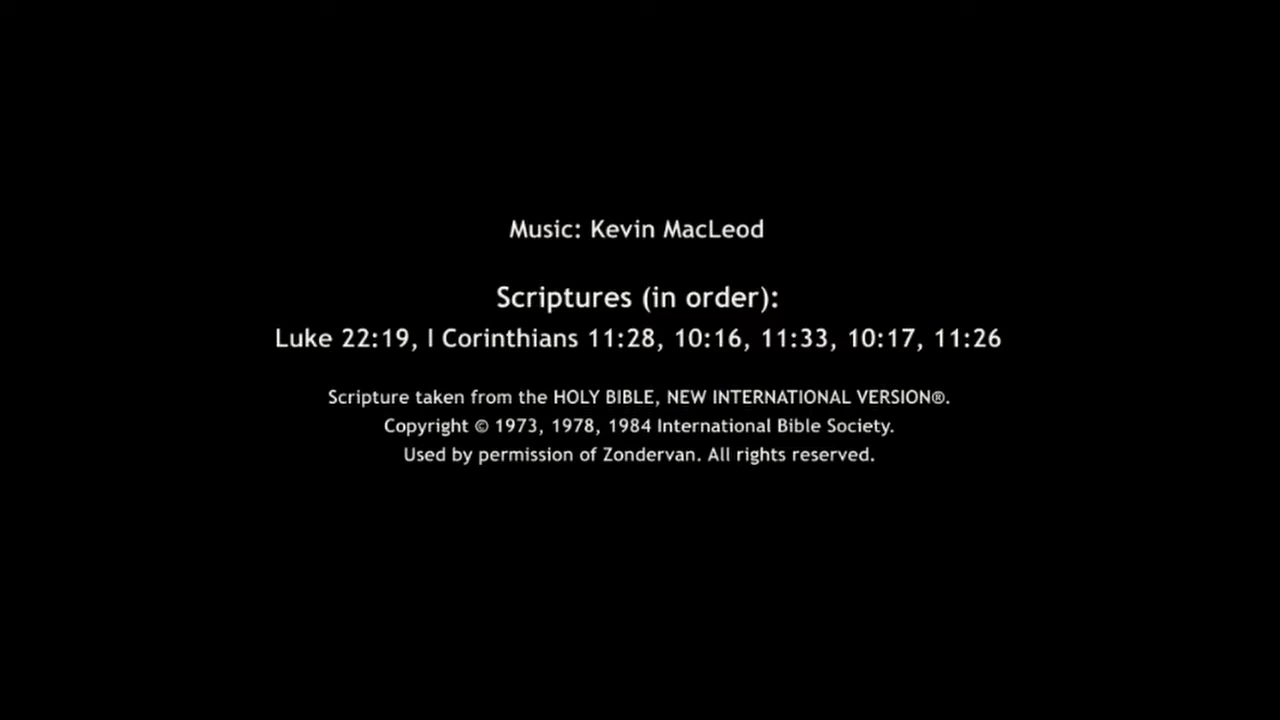 Music: Kevin MacLeod
Scriptures (in order):
Luke 22:19, I Corinthians 11:28, 10:16, 11:33, 10:17, 11:26
Scripture taken from the HOLY BIBLE, NEW INTERNATIONAL VERSION®.
Copyright © 1973, 1978, 1984 International Bible Society.
Used by permission of Zondervan. All rights reserved.